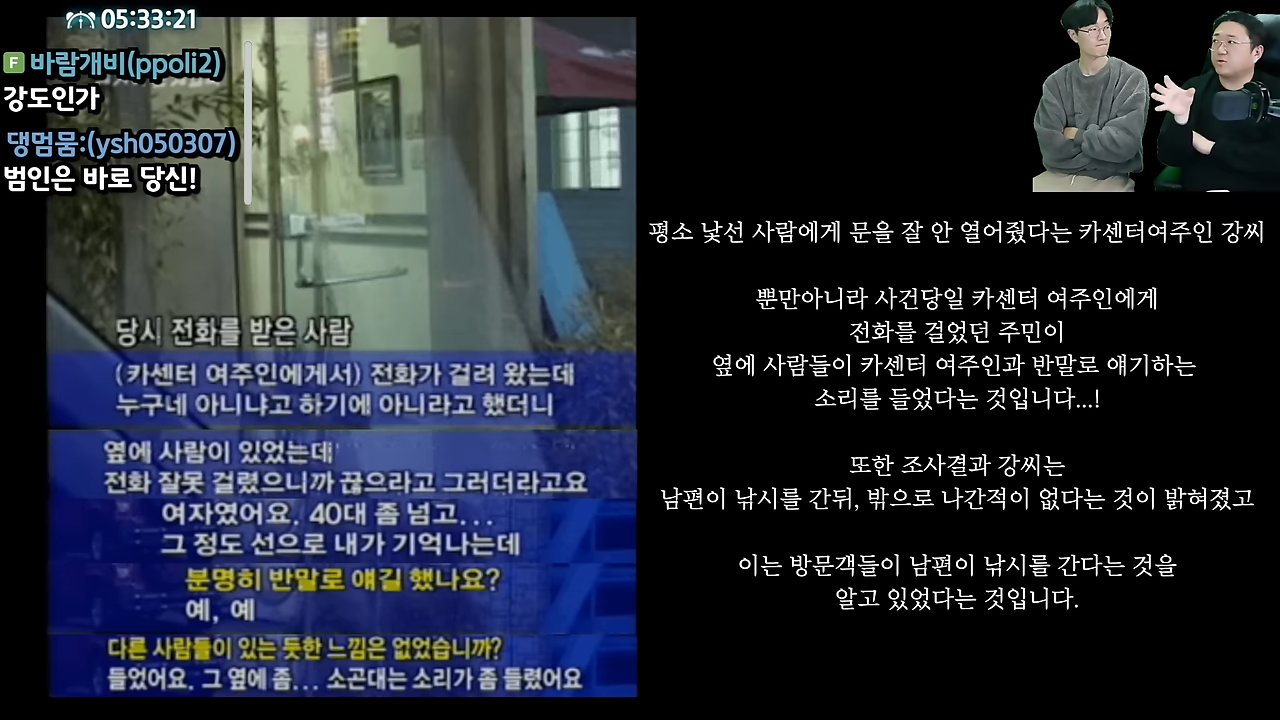 05:33:21
F 바람개비(ppoli2)
강도인가
댕멈뭄:(ysh050307)
범인은 바로 당신!
당시 전화를 받은 사람
(카센터 여주인에게서) 전화가 걸려 왔는데
누구네 아니냐고 하기에 아니라고 했더니
옆에 사람이 있었는데
전화 잘못 걸렸으니까 끊으라고 그러더라고요
여자였어요. 40대 좀 넘고...
그 정도 선으로 내가 기억나는데
분명히 반말로 얘길 했나요?
예, 예
다른 사람들이 있는 듯한 느낌은 없었습니까?
들었어요. 그 옆에 좀... 소곤대는 소리가 좀 들렸어요
평소 낯선 사람에게 문을 잘 안 열어줬다는 카센터여주인 강씨
뿐만아니라 사건당일 카센터 여주인에게
전화를 걸었던 주민이
옆에 사람들이 카센터 여주인과 반말로 얘기하는
소리를 들었다는 것입니다...!
또한 조사결과 강씨는
남편이 낚시를 간뒤, 밖으로 나간적이 없다는 것이 밝혀졌고
이는 방문객들이 남편이 낚시를 간다는 것을
알고 있었다는 것입니다.